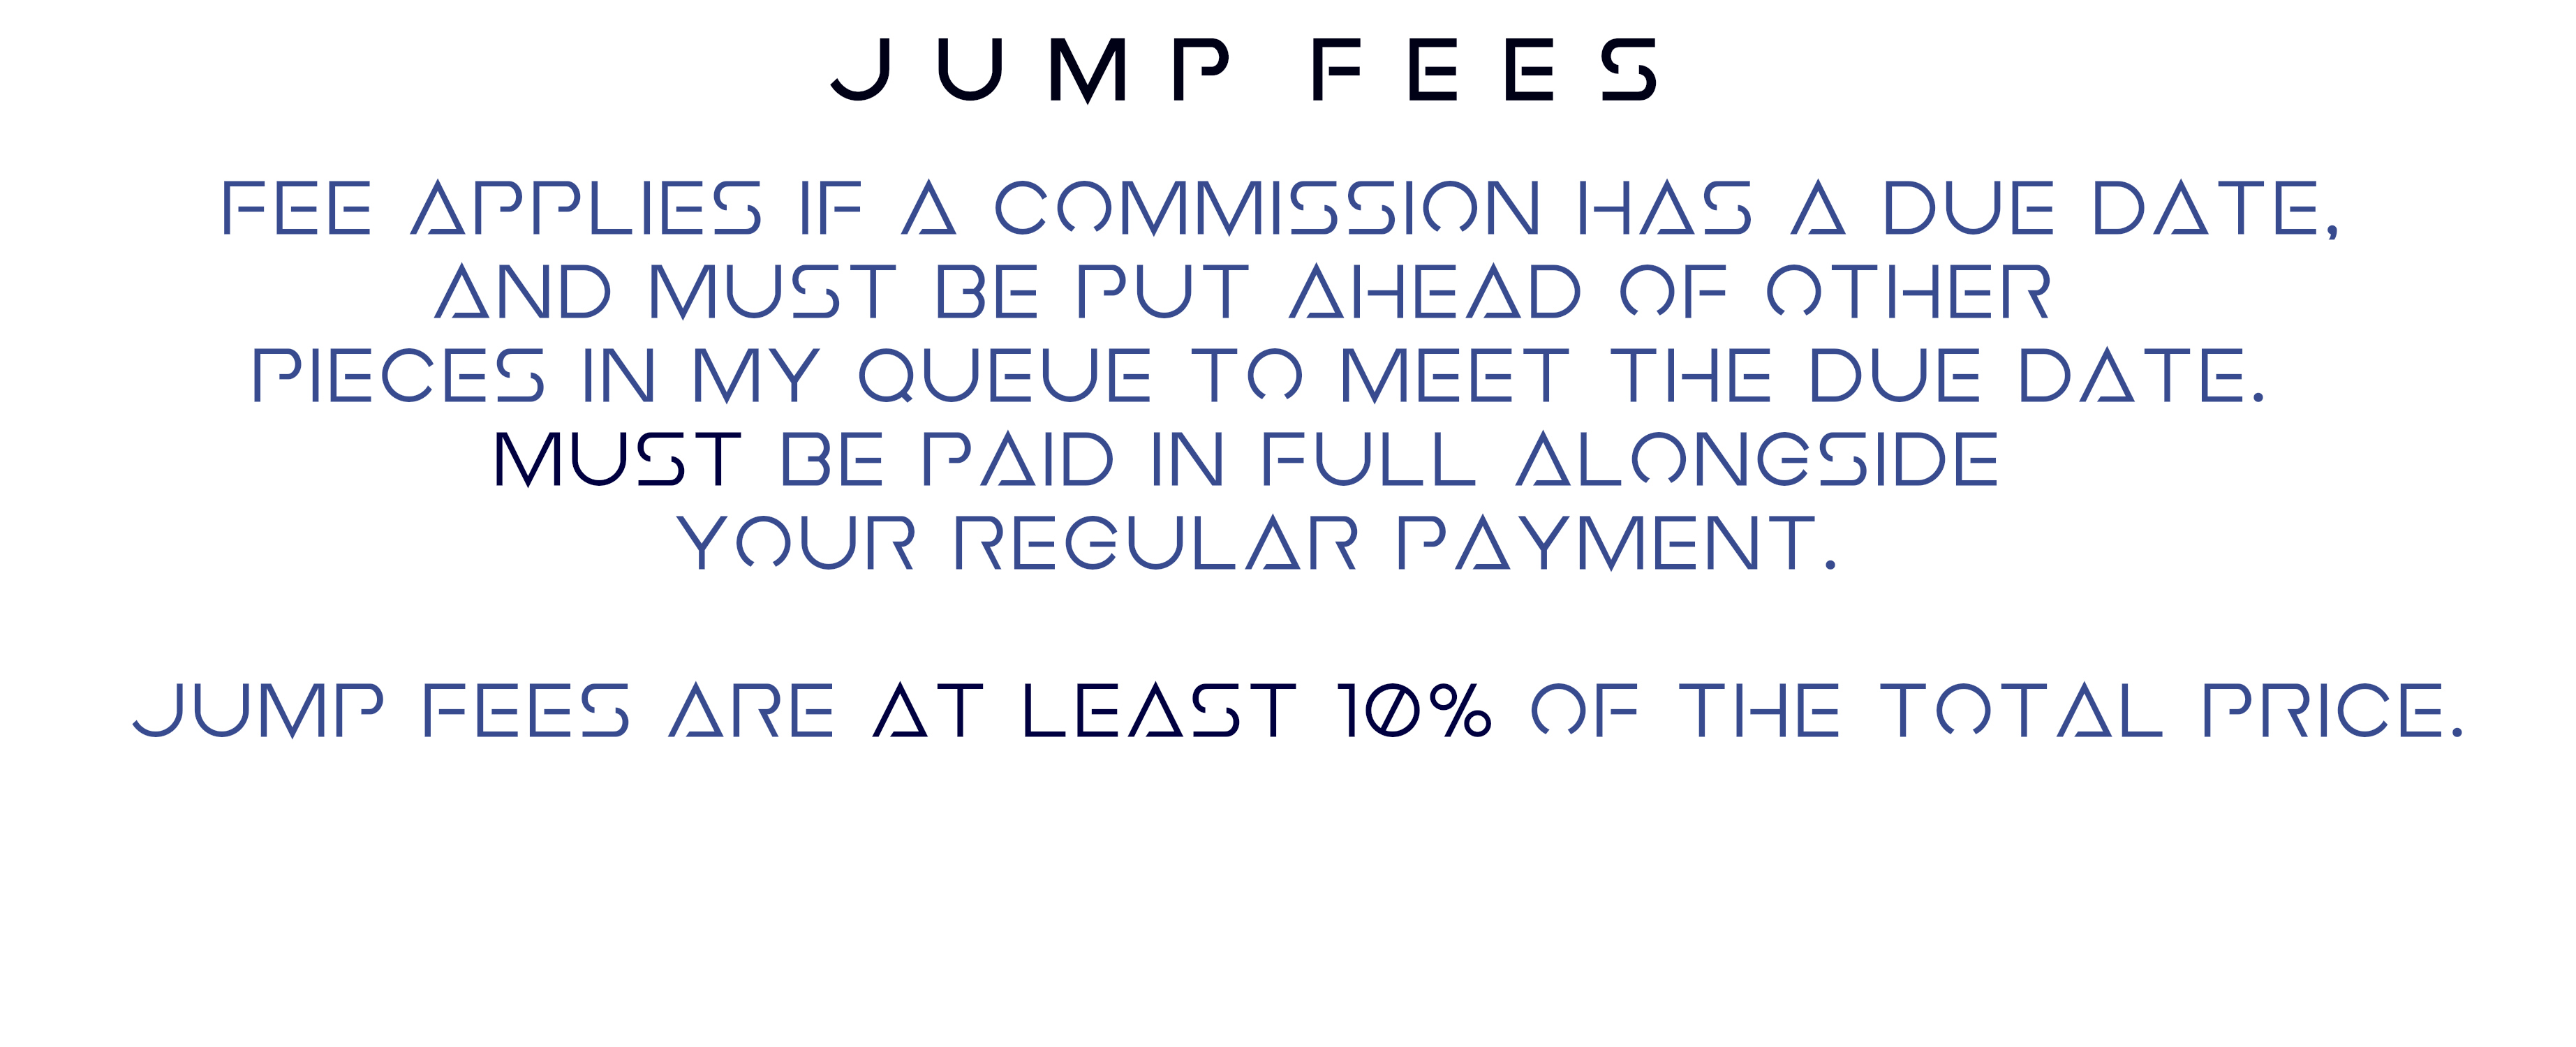 JUMP FEES
FEE APPLIES IF A COMMISSION HAS A DUE DATE,
AND MUST BE PUT AHEAD OF OTHER
PIECES IN MY QUEUE TO MEET THE DUE DATE.
MUST BE PAID IN FULL ALONGSIDE
YOUR REGULAR PAYMENT.
JUMP FEES ARE AT LEAST 10% OF THE TOTAL PRICE.